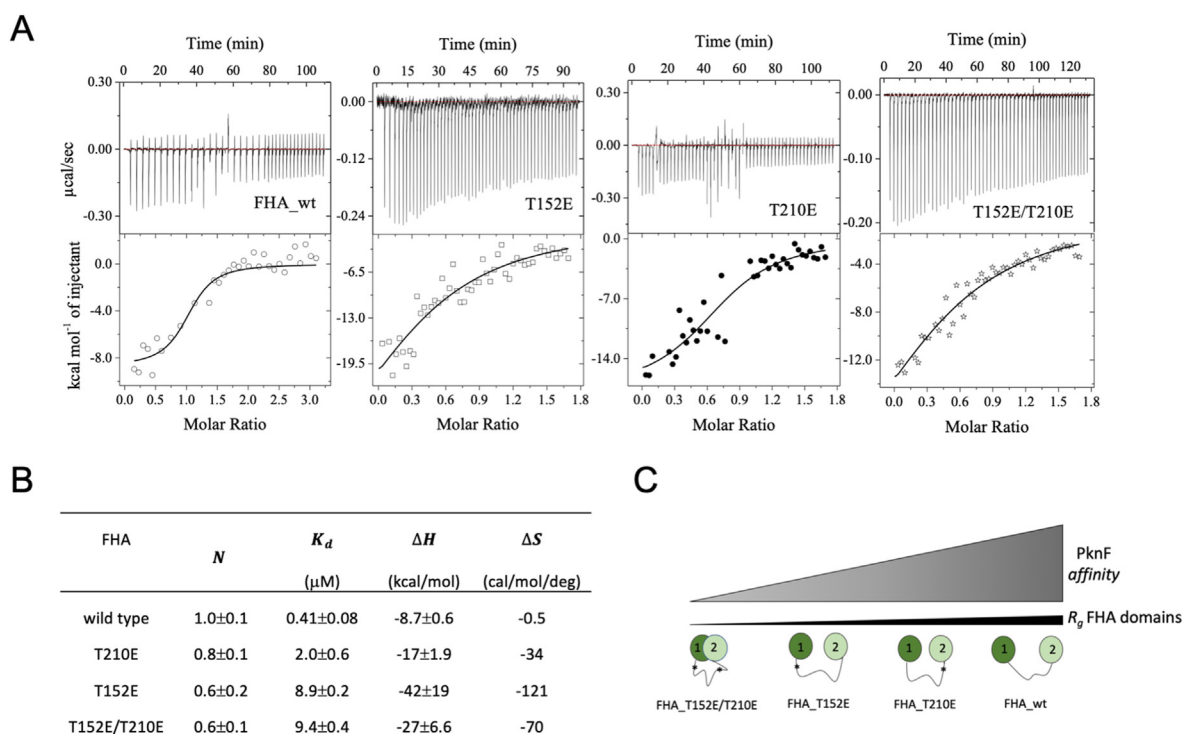 A
Time (min)
0 20 40 60 80 100
0.30
0.00
-0.30
µcal/sec
FHA_wt
0.0
-4.0
-8.0
kcal mol⁻¹ of injectant
0.0 0.5 1.0 1.5 2.0 2.5 3.0
Molar Ratio
Time (min)
0 15 30 45 60 75 90
0.00
-0.12
-0.24
T152E
-6.5
-13.0
-19.5
0.0 0.3 0.6 0.9 1.2 1.5 1.8
Molar Ratio
Time (min)
0 20 40 60 80 100
0.30
0.00
-0.30
T210E
0.0
-7.0
-14.0
0.0 0.3 0.6 0.9 1.2 1.5 1.8
Molar Ratio
Time (min)
0 20 40 60 80 100 120
0.00
-0.10
-0.20
T152E/T210E
-4.0
-8.0
-12.0
0.0 0.3 0.6 0.9 1.2 1.5 1.8
Molar Ratio
B
FHA N Kd ΔH ΔS
(µM) (kcal/mol) (cal/mol/deg)
wild type 1.0±0.1 0.41±0.08 -8.7±0.6 -0.5
T210E 0.8±0.1 2.0±0.6 -17±1.9 -34
T152E 0.6±0.2 8.9±0.2 -42±19 -121
T152E/T210E 0.6±0.1 9.4±0.4 -27±6.6 -70
C
PknF
affinity
Rg FHA domains
1 2 1 2 1 2 1 2
FHA_T152E/T210E FHA_T152E FHA_T210E FHA_wt